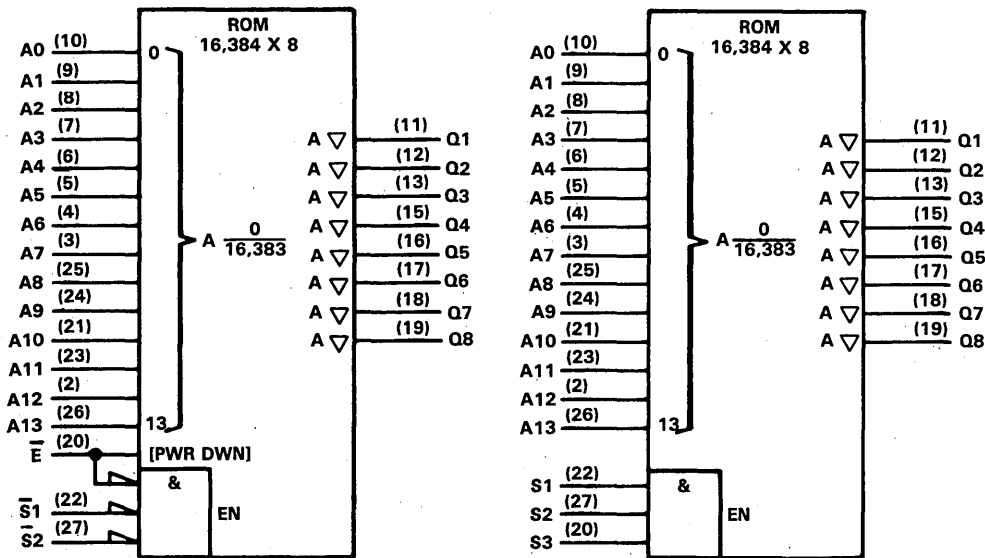 ROM
16,384 X 8
A0 (10)
0
A1 (9)
A2 (8)
A3 (7)
A ▽ (11) Q1
A4 (6)
A ▽ (12) Q2
A5 (5)
A ▽ (13) Q3
A6 (4)
A ▽ (15) Q4
A7 (3)
A 0
16,383
A ▽ (16) Q5
A8 (25)
A ▽ (17) Q6
A9 (24)
A ▽ (18) Q7
A10 (21)
A ▽ (19) Q8
A11 (23)
A12 (2)
A13 (26)
13
E̅ (20)
[PWR DWN]
&
S̅1 (22)
EN
S̅2 (27)
ROM
16,384 X 8
A0 (10)
0
A1 (9)
A2 (8)
A3 (7)
A ▽ (11) Q1
A4 (6)
A ▽ (12) Q2
A5 (5)
A ▽ (13) Q3
A6 (4)
A ▽ (15) Q4
A7 (3)
A 0
16,383
A ▽ (16) Q5
A8 (25)
A ▽ (17) Q6
A9 (24)
A ▽ (18) Q7
A10 (21)
A ▽ (19) Q8
A11 (23)
A12 (2)
A13 (26)
13
S1 (22)
&
S2 (27)
EN
S3 (20)